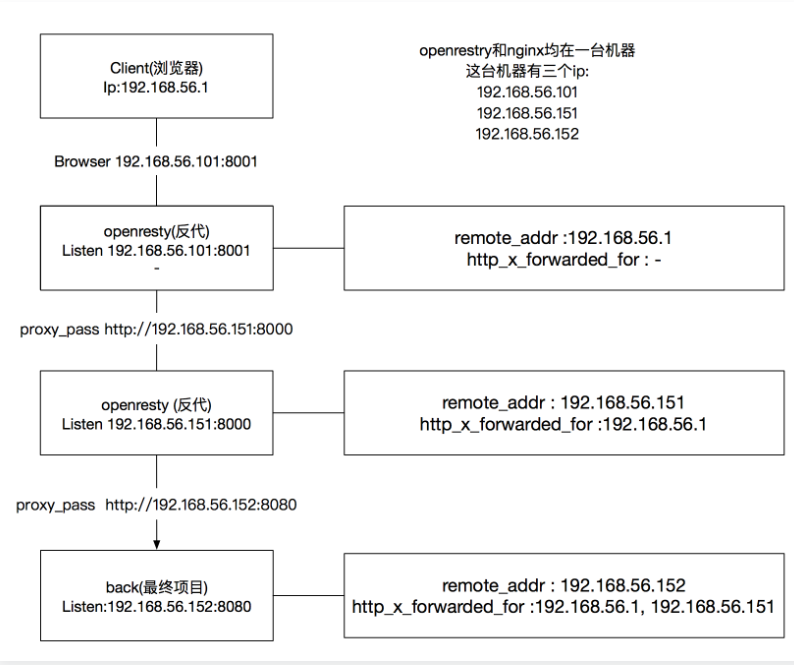 Client(浏览器)
Ip:192.168.56.1
openrestry和nginx均在一台机器
这台机器有三个ip:
192.168.56.101
192.168.56.151
192.168.56.152
Browser 192.168.56.101:8001
openresty(反代)
Listen 192.168.56.101:8001
-
remote_addr :192.168.56.1
http_x_forwarded_for : -
proxy_pass http://192.168.56.151:8000
openresty (反代)
Listen 192.168.56.151:8000
remote_addr : 192.168.56.151
http_x_forwarded_for :192.168.56.1
proxy_pass  http://192.168.56.152:8080
back(最终项目)
Listen:192.168.56.152:8080
remote_addr : 192.168.56.152
http_x_forwarded_for :192.168.56.1, 192.168.56.151